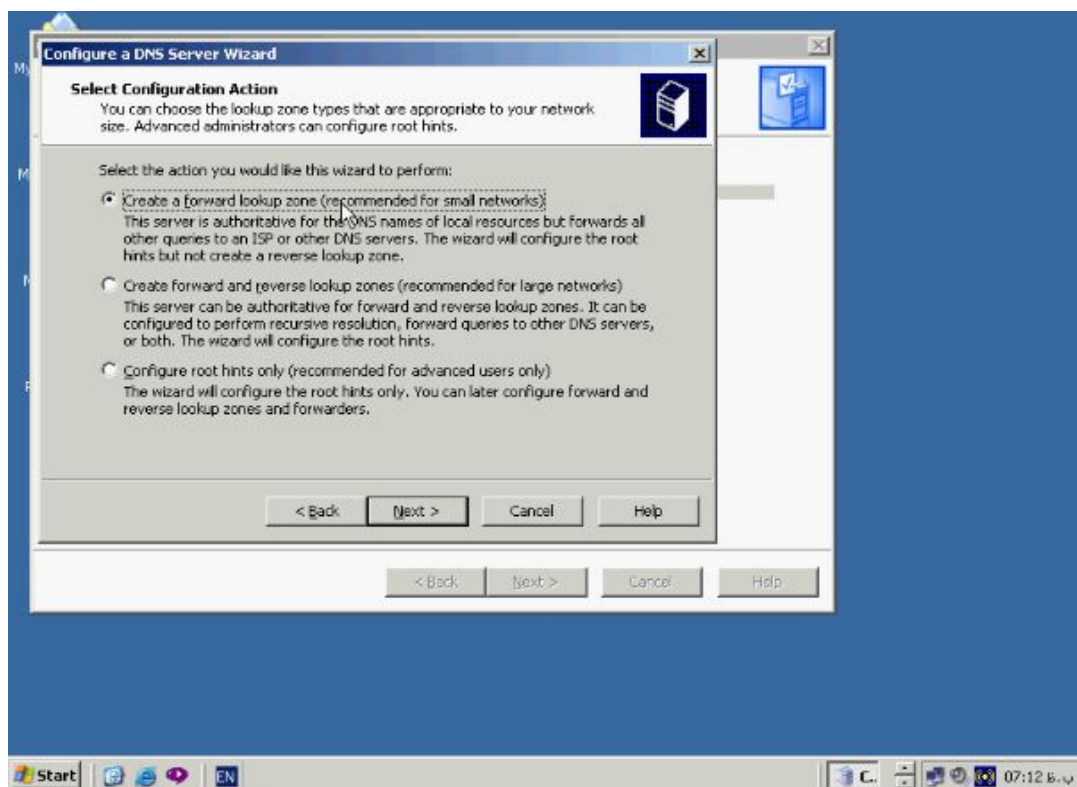 Configure a DNS Server Wizard
Select Configuration Action
You can choose the lookup zone types that are appropriate to your network
size. Advanced administrators can configure root hints.
Select the action you would like this wizard to perform:
Create a forward lookup zone (recommended for small networks)
This server is authoritative for the DNS names of local resources but forwards all
other queries to an ISP or other DNS servers. The wizard will configure the root
hints but not create a reverse lookup zone.
Create forward and reverse lookup zones (recommended for large networks)
This server can be authoritative for forward and reverse lookup zones. It can be
configured to perform recursive resolution, forward queries to other DNS servers,
or both. The wizard will configure the root hints.
Configure root hints only (recommended for advanced users only)
The wizard will configure the root hints only. You can later configure forward and
reverse lookup zones and forwarders.
< Back Next > Cancel Help
< Back Next > Cancel Help
Start EN C.. 07:12